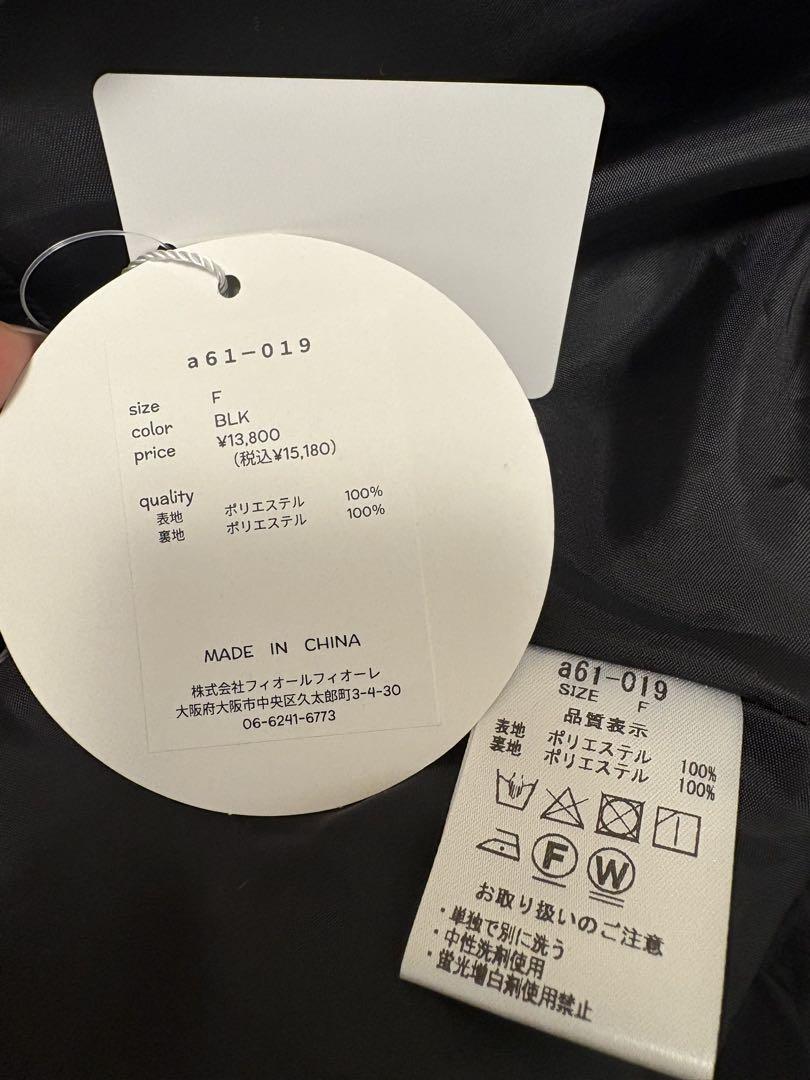 a61-019
size F
color BLK
price ¥13,800
(税込¥15,180)
quality
表地 ポリエステル 100%
裏地 ポリエステル 100%
MADE IN CHINA
株式会社フィオールフィオーレ
大阪府大阪市中央区久太郎町3-4-30
06-6241-6773
a61-019
SIZE F
品質表示
表地 ポリエステル 100%
裏地 ポリエステル 100%
F W
お取り扱いのご注意
・単独で別に洗う
・中性洗剤使用
・蛍光増白剤使用禁止